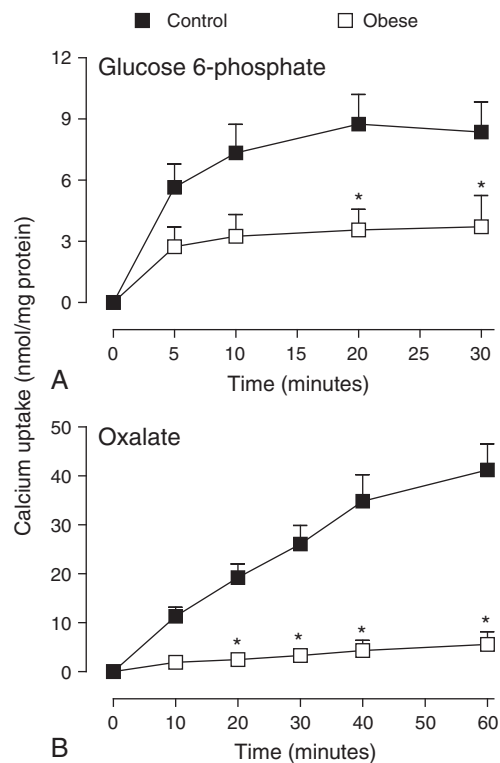 Control
Obese
Glucose 6-phosphate
12
9
6
3
0
*
*
0 5 10 15 20 25 30
Time (minutes)
A
Calcium uptake (nmol/mg protein)
Oxalate
50
40
30
20
10
0
* * * *
0 10 20 30 40 50 60
Time (minutes)
B